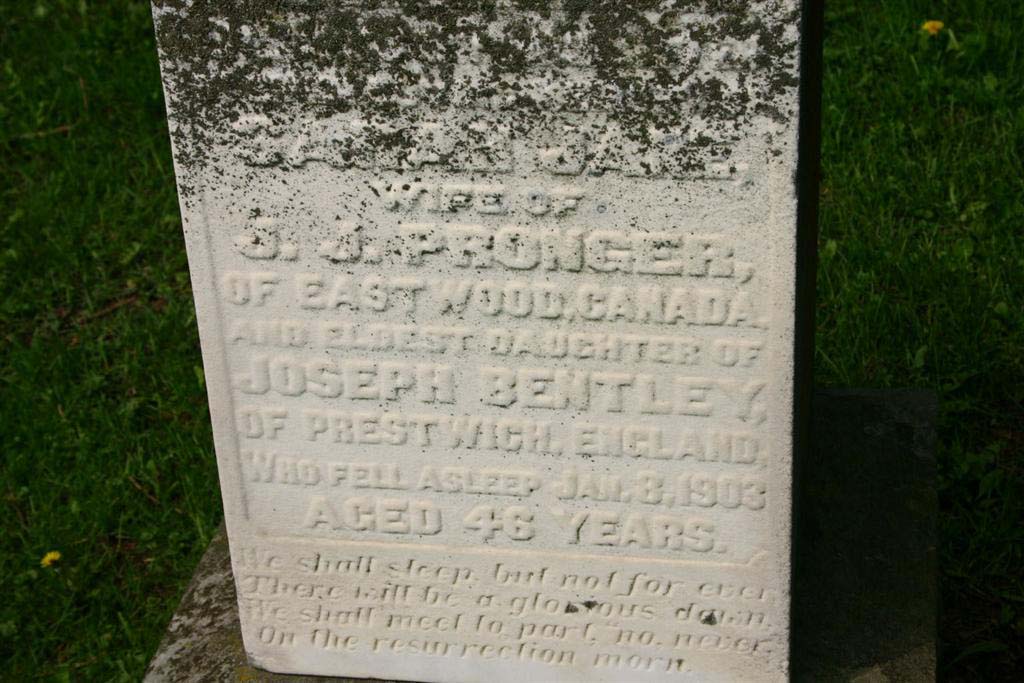 SARAH JANE,
WIFE OF
J. J. PRONGER,
OF EASTWOOD, CANADA.
AND ELDEST DAUGHTER OF
JOSEPH BENTLEY,
OF PRESTWICH, ENGLAND,
WHO FELL ASLEEP JAN. 8, 1903
AGED 46 YEARS.
We shall sleep, but not for ever
There will be a glorious dawn,
We shall meet to part, "no, never
On the resurrection morn.